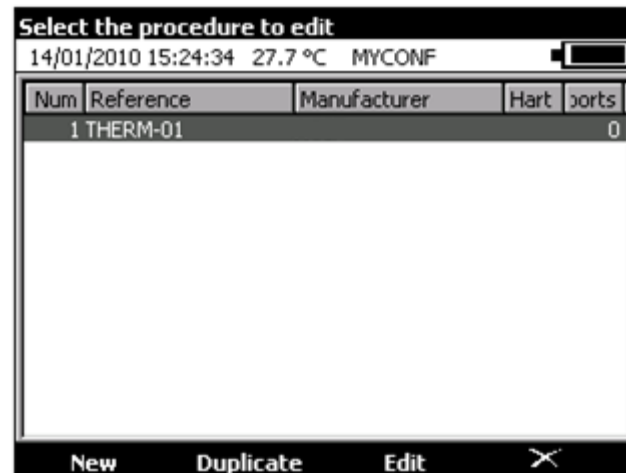 Select the procedure to edit
14/01/2010 15:24:34 27.7 °C MYCONF
Num Reference Manufacturer Hart ports
1 THERM-01 0
New Duplicate Edit